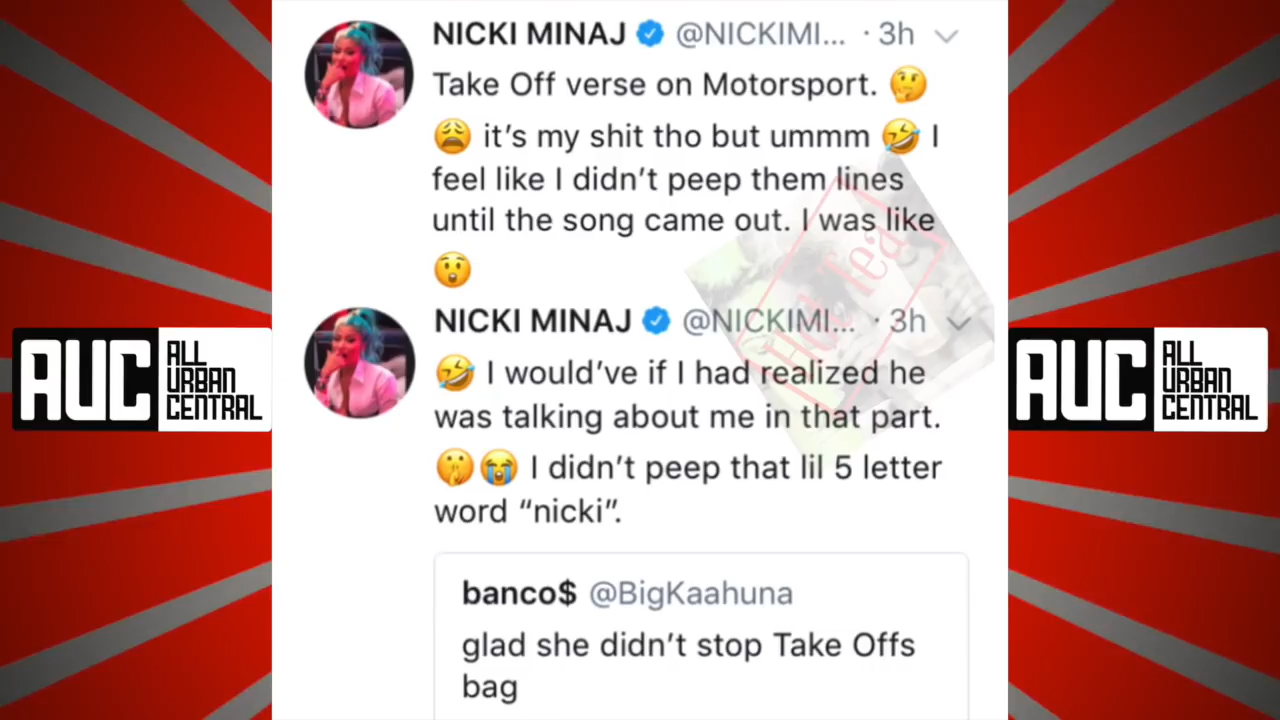 NICKI MINAJ @NICKIMI... · 3h
Take Off verse on Motorsport. 🤔
😩 it’s my shit tho but ummm 🤣 I
feel like I didn’t peep them lines
until the song came out. I was like
😲
NICKI MINAJ @NICKIMI... · 3h
🤣 I would’ve if I had realized he
was talking about me in that part.
🤫😭 I didn’t peep that lil 5 letter
word “nicki”.
banco$ @BigKaahuna
glad she didn’t stop Take Offs
bag
AUC ALL
URBAN
CENTRAL
AUC ALL
URBAN
CENTRAL